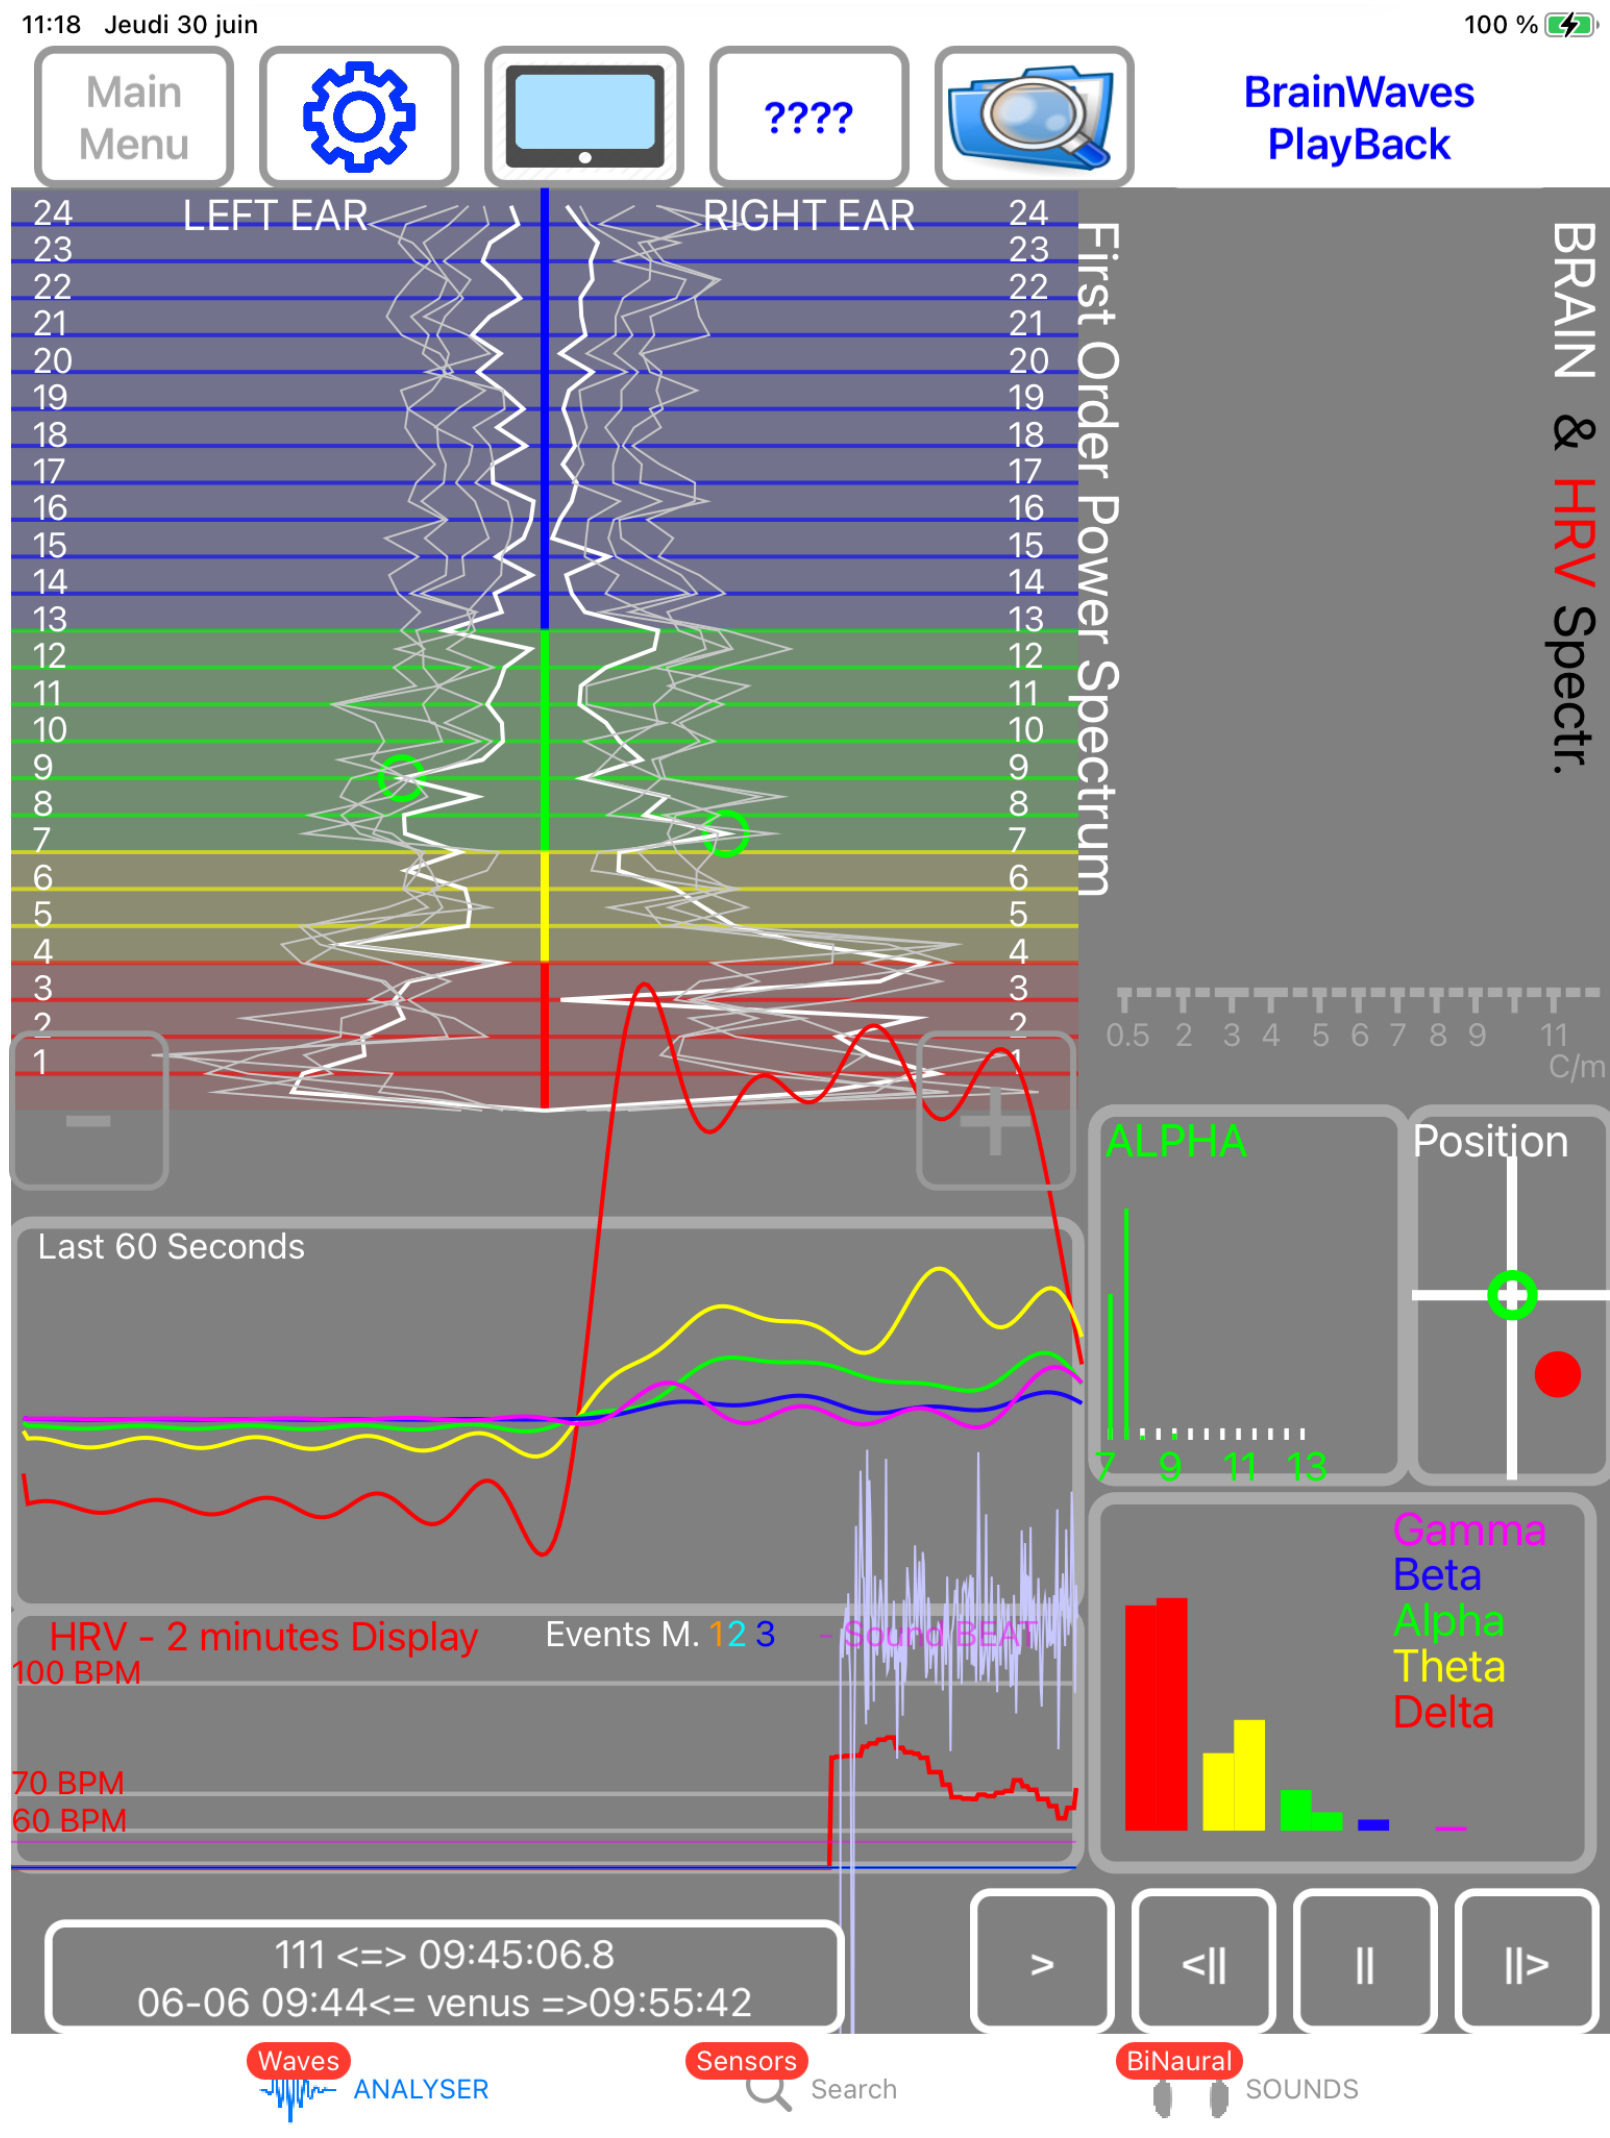 11:18 Jeudi 30 juin
100 %
Main
Menu
????
BrainWaves
PlayBack
LEFT EAR
RIGHT EAR
24 24
23 23
22 22
21 21
20 20
19 19
18 18
17 17
16 16
15 15
14 14
13 13
12 12
11 11
10 10
9 9
8 8
7 7
6 6
5 5
4 4
3 3
2 2
1 1
First Order Power Spectrum
BRAIN & HRV Spectr.
0.5 2 3 4 5 6 7 8 9 11
C/m
-
+
ALPHA
7 9 11 13
Position
Last 60 Seconds
Gamma
Beta
Alpha
Theta
Delta
HRV - 2 minutes Display
Events M. 1 2 3
- Sound BEAT
100 BPM
70 BPM
60 BPM
111 <=> 09:45:06.8
06-06 09:44<= venus =>09:55:42
>
<||
||
||>
Waves
ANALYSER
Sensors
Search
BiNaural
SOUNDS